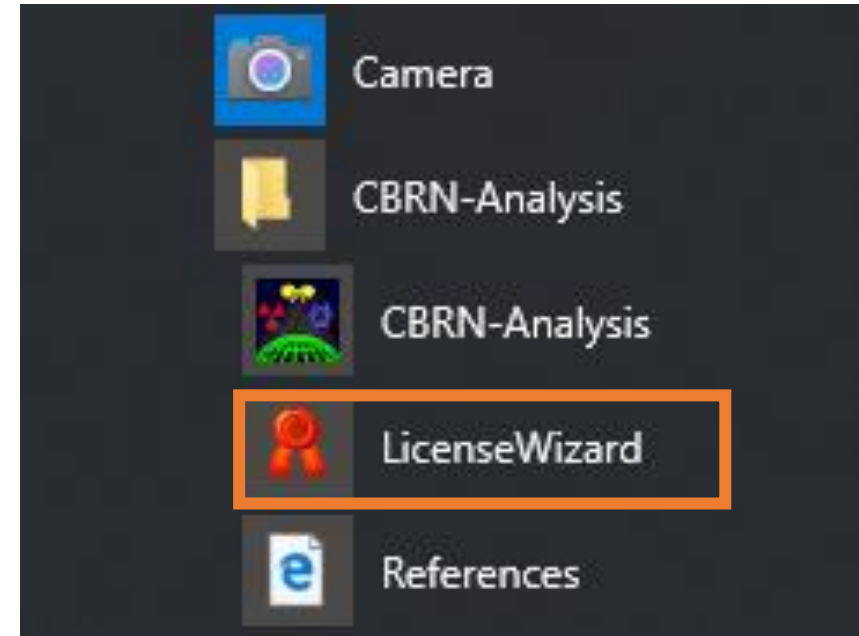 Camera
CBRN-Analysis
CBRN-Analysis
LicenseWizard
References